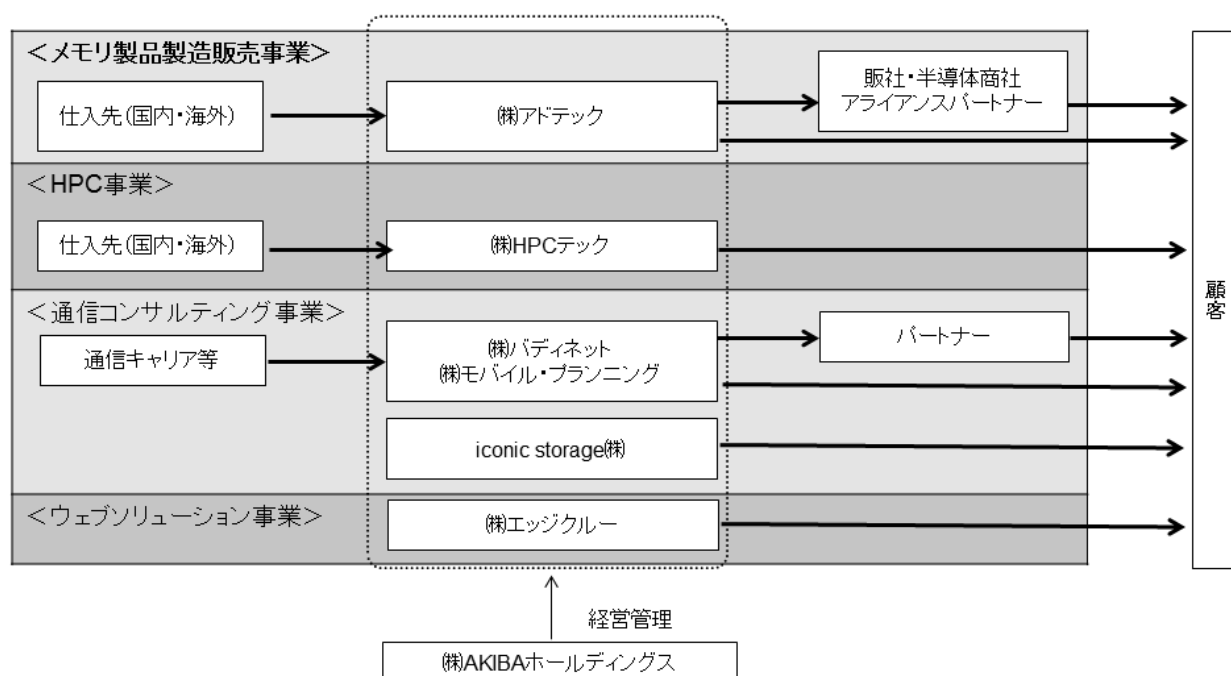 ＜メモリ製品製造販売事業＞
仕入先(国内・海外)
㈱アドテック
販社・半導体商社
アライアンスパートナー
＜HPC事業＞
仕入先(国内・海外)
㈱HPCテック
＜通信コンサルティング事業＞
通信キャリア等
㈱バディネット
㈱モバイル・プランニング
パートナー
iconic storage㈱
＜ウェブソリューション事業＞
㈱エッジクルー
顧客
経営管理
㈱AKIBAホールディングス